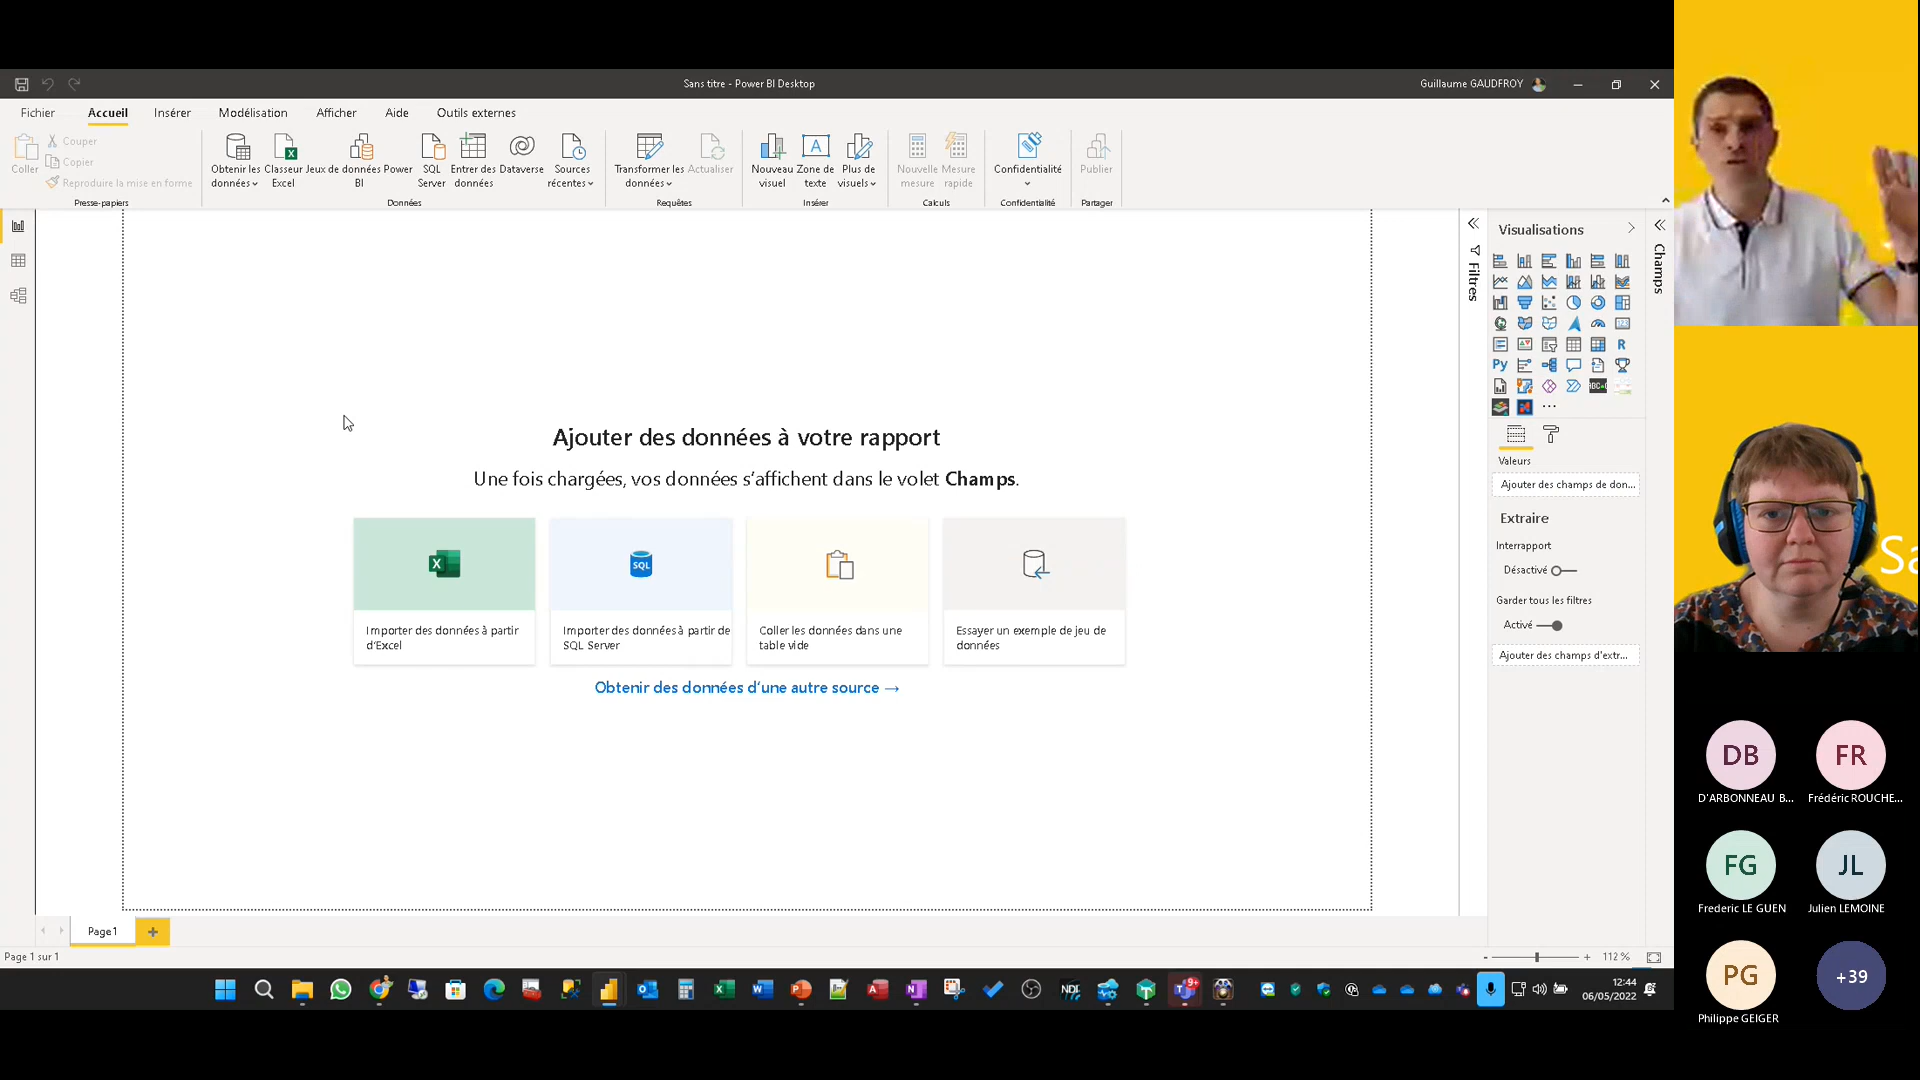 Sans titre - Power BI Desktop
Guillaume GAUDFROY
Fichier
Accueil
Insérer
Modélisation
Afficher
Aide
Outils externes
Coller
Couper
Copier
Reproduire la mise en forme
Presse-papiers
Obtenir les données
Classeur Excel
Jeux de données Power BI
SQL Server
Entrer des données
Dataverse
Sources récentes
Données
Transformer les données
Actualiser
Requêtes
Nouveau visuel
Zone de texte
Plus de visuels
Insérer
Nouvelle mesure
Mesure rapide
Calculs
Confidentialité
Confidentialité
Publier
Partager
Filtres
Visualisations
Champs
R
Py
Valeurs
Ajouter des champs de don...
Extraire
Interrapport
Désactivé
Garder tous les filtres
Activé
Ajouter des champs d'extr...
Ajouter des données à votre rapport
Une fois chargées, vos données s’affichent dans le volet Champs.
SQL
Importer des données à partir
d’Excel
Importer des données à partir de
SQL Server
Coller les données dans une
table vide
Essayer un exemple de jeu de
données
Obtenir des données d’une autre source →
Page 1
+
Page 1 sur 1
- + 112 %
NDI
9+
12:44
06/05/2022
Sa
DB
D'ARBONNEAU B...
FR
Frédéric ROUCHE...
FG
Frederic LE GUEN
JL
Julien LEMOINE
PG
Philippe GEIGER
+39